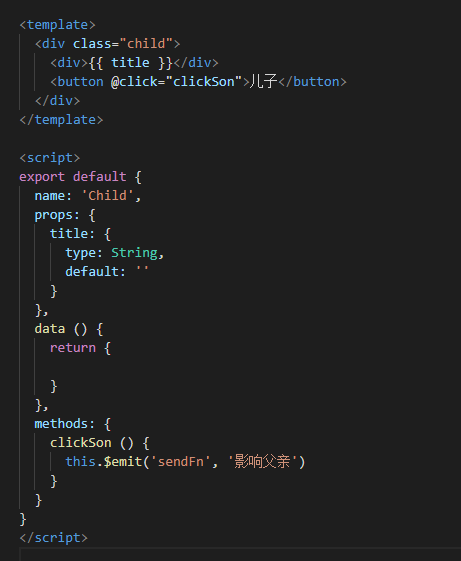 <template>
  <div class="child">
    <div>{{ title }}</div>
    <button @click="clickSon">儿子</button>
  </div>
</template>

<script>
export default {
  name: 'Child',
  props: {
    title: {
      type: String,
      default: ''
    }
  },
  data () {
    return {

    }
  },
  methods: {
    clickSon () {
      this.$emit('sendFn', '影响父亲')
    }
  }
}
</script>